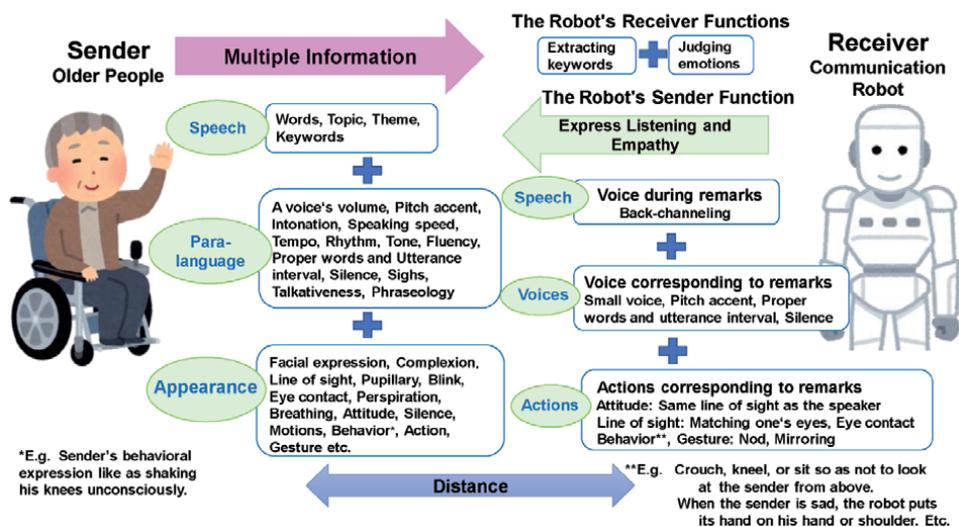 Sender
Older People
Multiple Information
The Robot's Receiver Functions
Extracting
keywords
Judging
emotions
Receiver
Communication
Robot
The Robot's Sender Function
Express Listening and
Empathy
Speech
Words, Topic, Theme,
Keywords
Para-
language
A voice's volume, Pitch accent,
Intonation, Speaking speed,
Tempo, Rhythm, Tone, Fluency,
Proper words and Utterance
interval, Silence, Sighs,
Talkativeness, Phraseology
Appearance
Facial expression, Complexion,
Line of sight, Pupillary, Blink,
Eye contact, Perspiration,
Breathing, Attitude, Silence,
Motions, Behavior*, Action,
Gesture etc.
Speech
Voice during remarks
Back-channeling
Voices
Voice corresponding to remarks
Small voice, Pitch accent, Proper
words and utterance interval, Silence
Actions
Actions corresponding to remarks
Attitude: Same line of sight as the speaker
Line of sight: Matching one's eyes, Eye contact
Behavior**, Gesture: Nod, Mirroring
*E.g. Sender's behavioral
expression like as shaking
his knees unconsciously.
Distance
**E.g. Crouch, kneel, or sit so as not to look
at the sender from above.
When the sender is sad, the robot puts
its hand on his hand or shoulder. Etc.